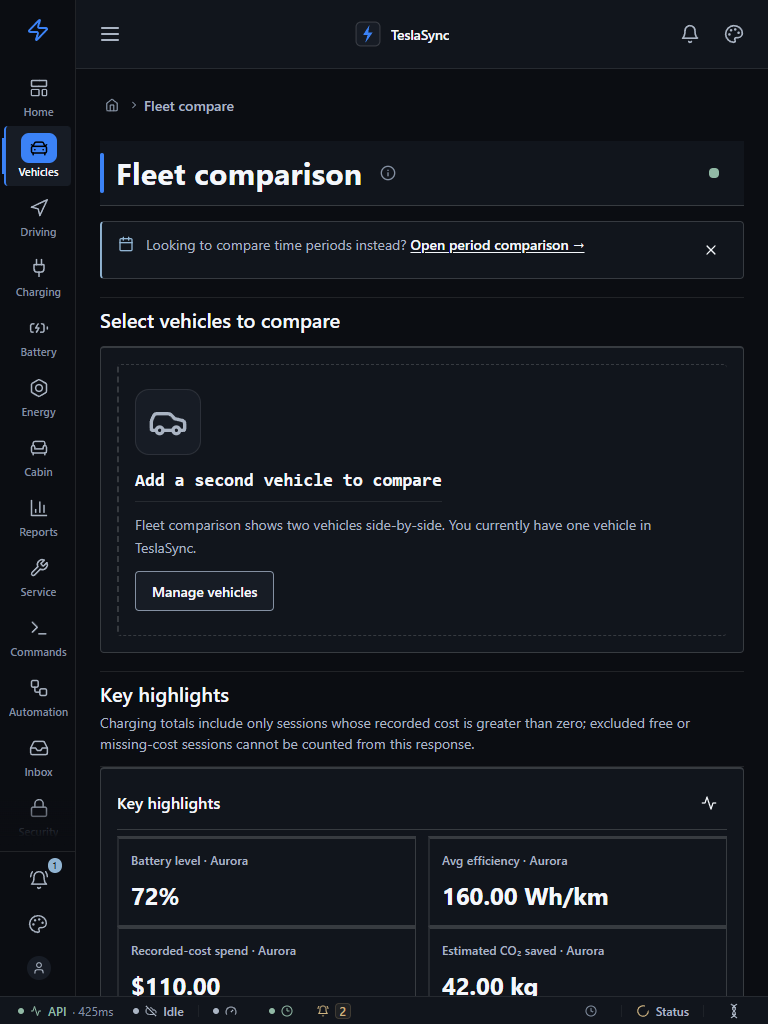 TeslaSync
Home
Vehicles
Driving
Charging
Battery
Energy
Cabin
Reports
Service
Commands
Automation
Inbox
Security
1
Fleet compare
Fleet comparison
Looking to compare time periods instead? Open period comparison →
Select vehicles to compare
Add a second vehicle to compare
Fleet comparison shows two vehicles side-by-side. You currently have one vehicle in
TeslaSync.
Manage vehicles
Key highlights
Charging totals include only sessions whose recorded cost is greater than zero; excluded free or
missing-cost sessions cannot be counted from this response.
Key highlights
Battery level · Aurora
72%
Avg efficiency · Aurora
160.00 Wh/km
Recorded-cost spend · Aurora
$110.00
Estimated CO₂ saved · Aurora
42.00 kg
API · 425ms
Idle
2
Status